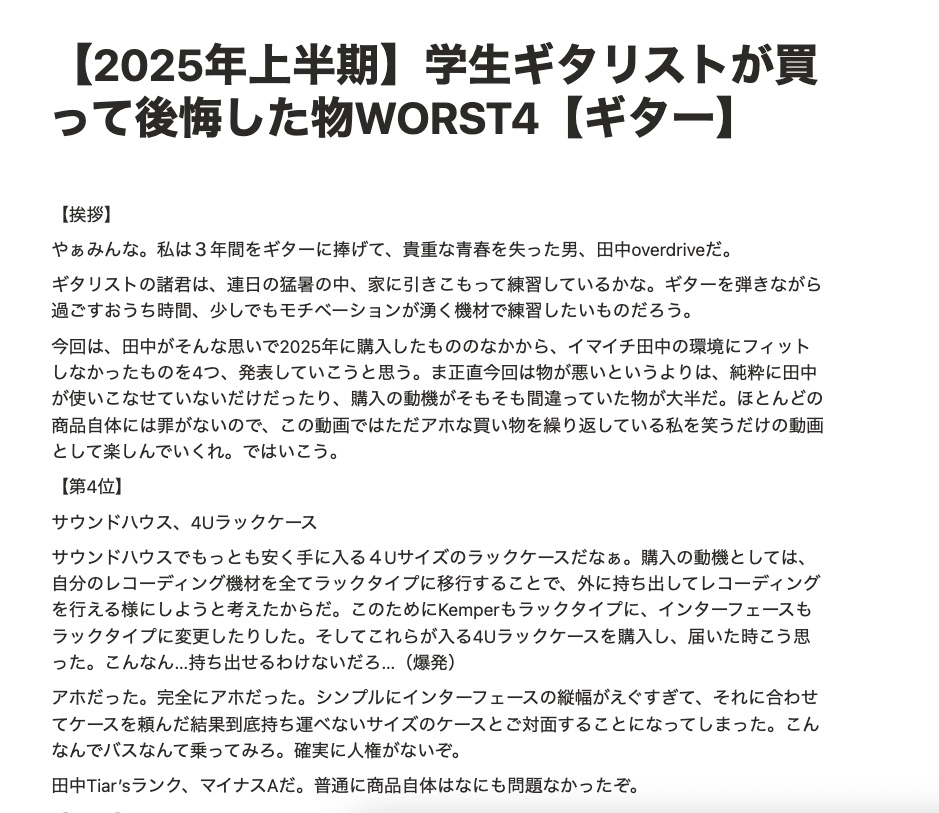 【2025年上半期】学生ギタリストが買
って後悔した物WORST4【ギター】
【挨拶】
やぁみんな。私は３年間をギターに捧げて、貴重な青春を失った男、田中overdriveだ。
ギタリストの諸君は、連日の猛暑の中、家に引きこもって練習しているかな。ギターを弾きながら
過ごすおうち時間、少しでもモチベーションが湧く機材で練習したいものだろう。
今回は、田中がそんな思いで2025年に購入したもののなかから、イマイチ田中の環境にフィット
しなかったものを4つ、発表していこうと思う。ま正直今回は物が悪いというよりは、純粋に田中
が使いこなせていないだけだったり、購入の動機がそもそも間違っていた物が大半だ。ほとんどの
商品自体には罪がないので、この動画ではただアホな買い物を繰り返している私を笑うだけの動画
として楽しんでいくれ。ではいこう。
【第4位】
サウンドハウス、4Uラックケース
サウンドハウスでもっとも安く手に入る４Uサイズのラックケースだなぁ。購入の動機としては、
自分のレコーディング機材を全てラックタイプに移行することで、外に持ち出してレコーディング
を行える様にしようと考えたからだ。このためにKemperもラックタイプに、インターフェースも
ラックタイプに変更したりした。そしてこれらが入る4Uラックケースを購入し、届いた時こう思
った。こんなん…持ち出せるわけないだろ…（爆発）
アホだった。完全にアホだった。シンプルにインターフェースの縦幅がえぐすぎて、それに合わせ
てケースを頼んだ結果到底持ち運べないサイズのケースとご対面することになってしまった。こん
なんでバスなんて乗ってみろ。確実に人権がないぞ。
田中Tiar’sランク、マイナスAだ。普通に商品自体はなにも問題なかったぞ。